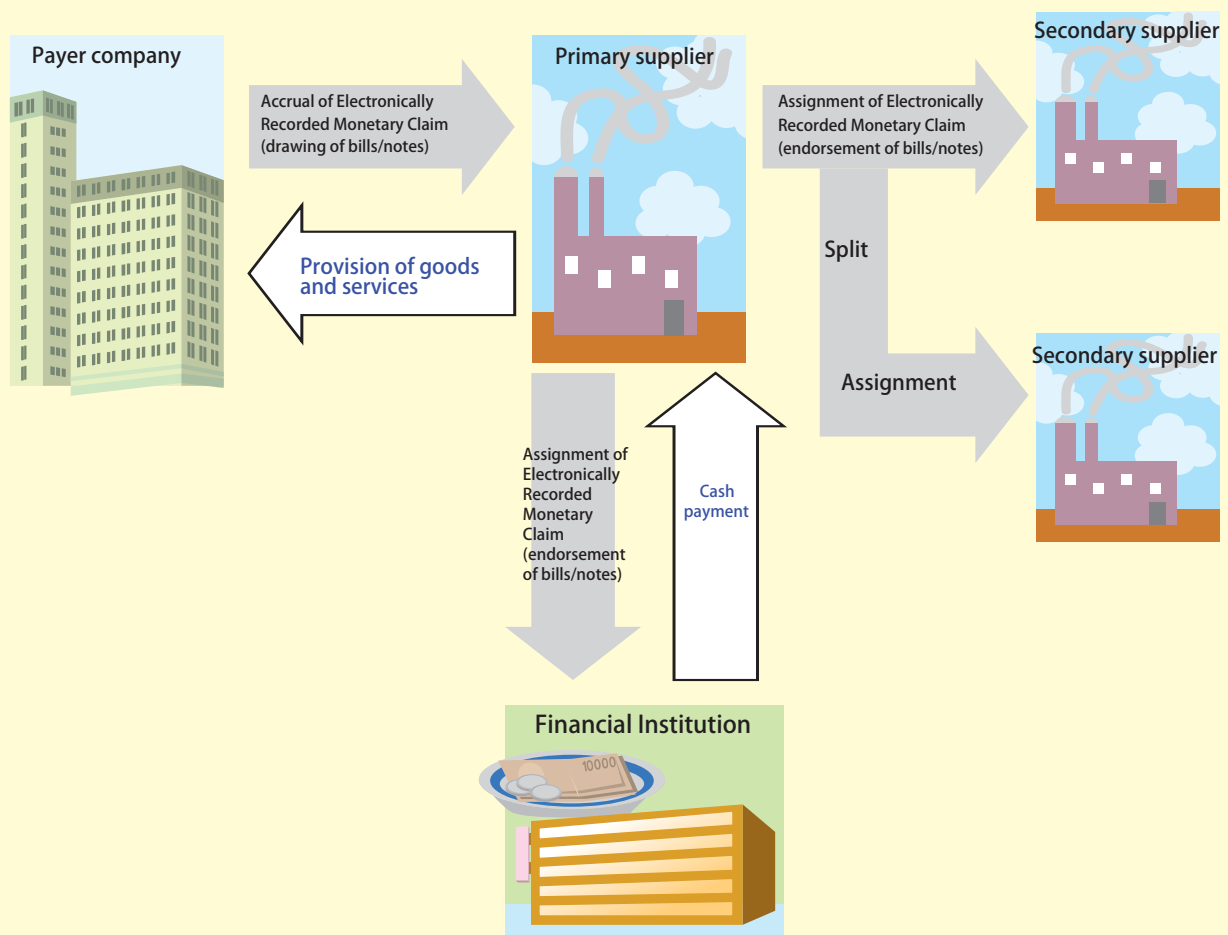 Payer company
Accrual of Electronically
Recorded Monetary Claim
(drawing of bills/notes)
Provision of goods
and services
Primary supplier
Assignment of Electronically
Recorded Monetary Claim
(endorsement of bills/notes)
Secondary supplier
Split
Assignment
Secondary supplier
Assignment of
Electronically
Recorded
Monetary
Claim
(endorsement
of bills/notes)
Cash
payment
Financial Institution
10000